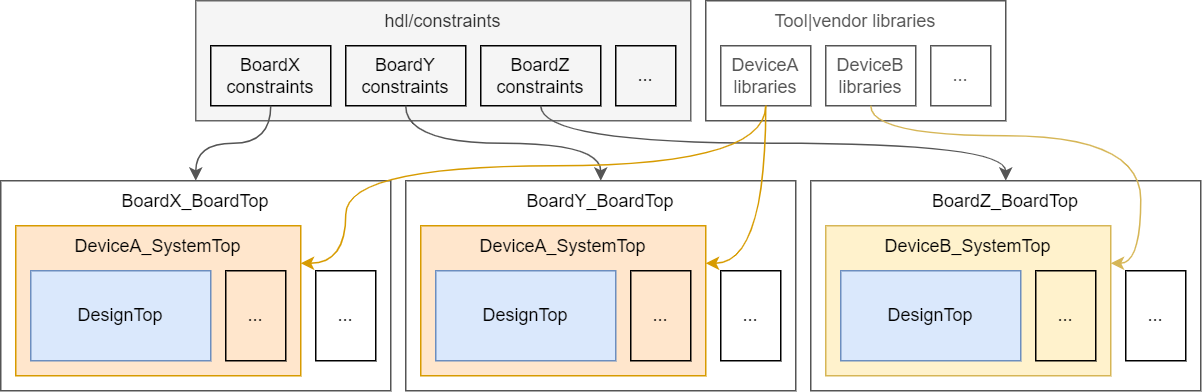 hdl/constraints
BoardX
constraints
BoardY
constraints
BoardZ
constraints
...
Tool|vendor libraries
DeviceA
libraries
DeviceB
libraries
...
BoardX_BoardTop
DeviceA_SystemTop
DesignTop
...
...
BoardY_BoardTop
DeviceA_SystemTop
DesignTop
...
...
BoardZ_BoardTop
DeviceB_SystemTop
DesignTop
...
...